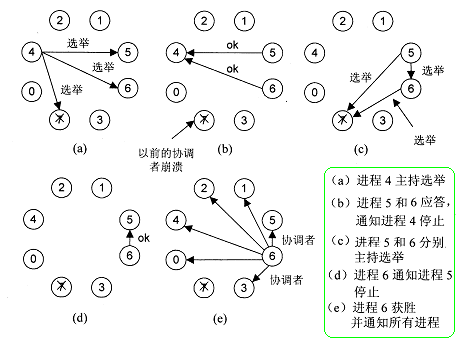 2 1
4 选举 5
选举
0 选举 6
7 3
(a)
2 1
4 ok 5
ok
0 6
7 3
以前的协调
者崩溃
(b)
2 1
4 5
选举 选举
0 6
7 3
选举
(c)
2 1
4 5
ok
0 6
7 3
(d)
2 1
4 5
协调者
0 6
7 3 协调者
(e)
(a) 进程 4 主持选举
(b) 进程 5 和 6 应答，
通知进程 4 停止
(c) 进程 5 和 6 分别
主持选举
(d) 进程 6 通知进程 5
停止
(e) 进程 6 获胜
并通知所有进程